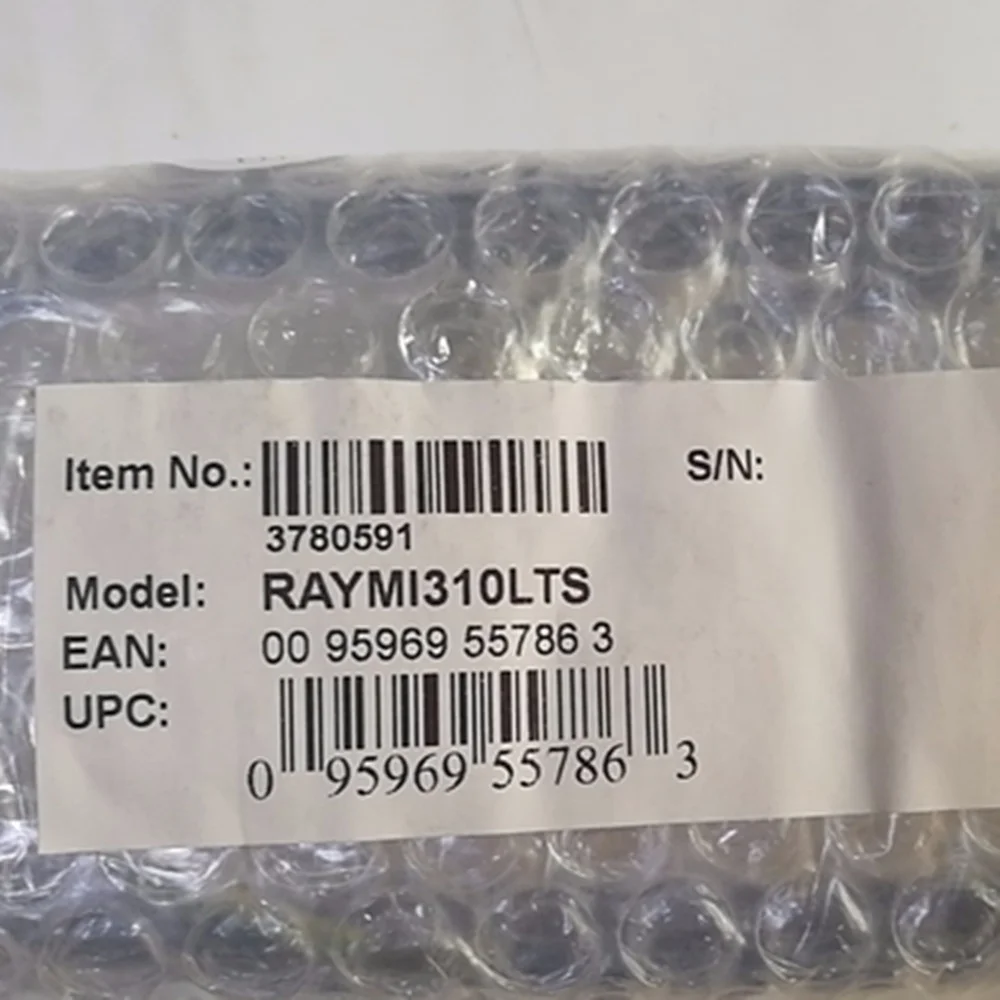 Item No.: S/N:
3780591
Model: RAYMI310LTS
EAN: 00 95969 55786 3
UPC:
0 95969 55786 3